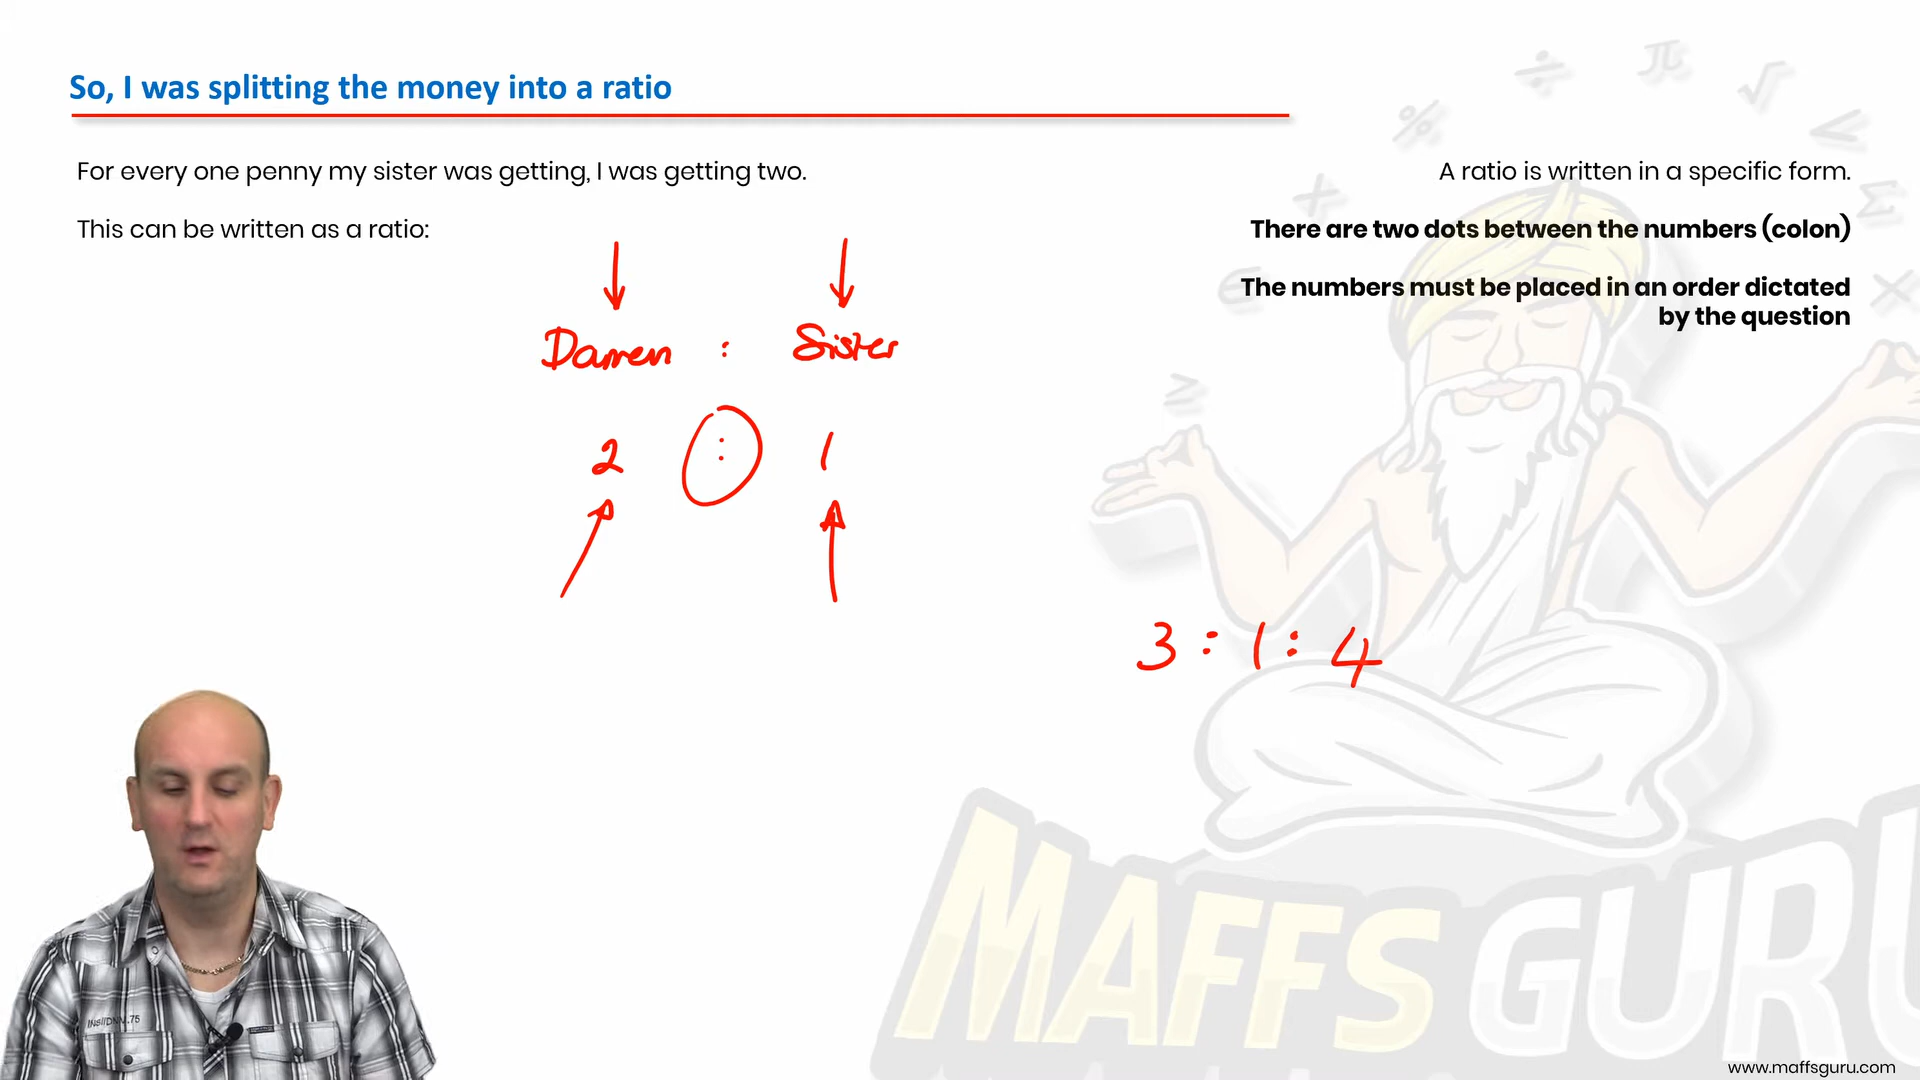 So, I was splitting the money into a ratio
For every one penny my sister was getting, I was getting two.
This can be written as a ratio:
A ratio is written in a specific form.
There are two dots between the numbers (colon)
The numbers must be placed in an order dictated
by the question
Darren : Sister
2 : 1
3 : 1 : 4
MAFFS GURU
www.maffsguru.com